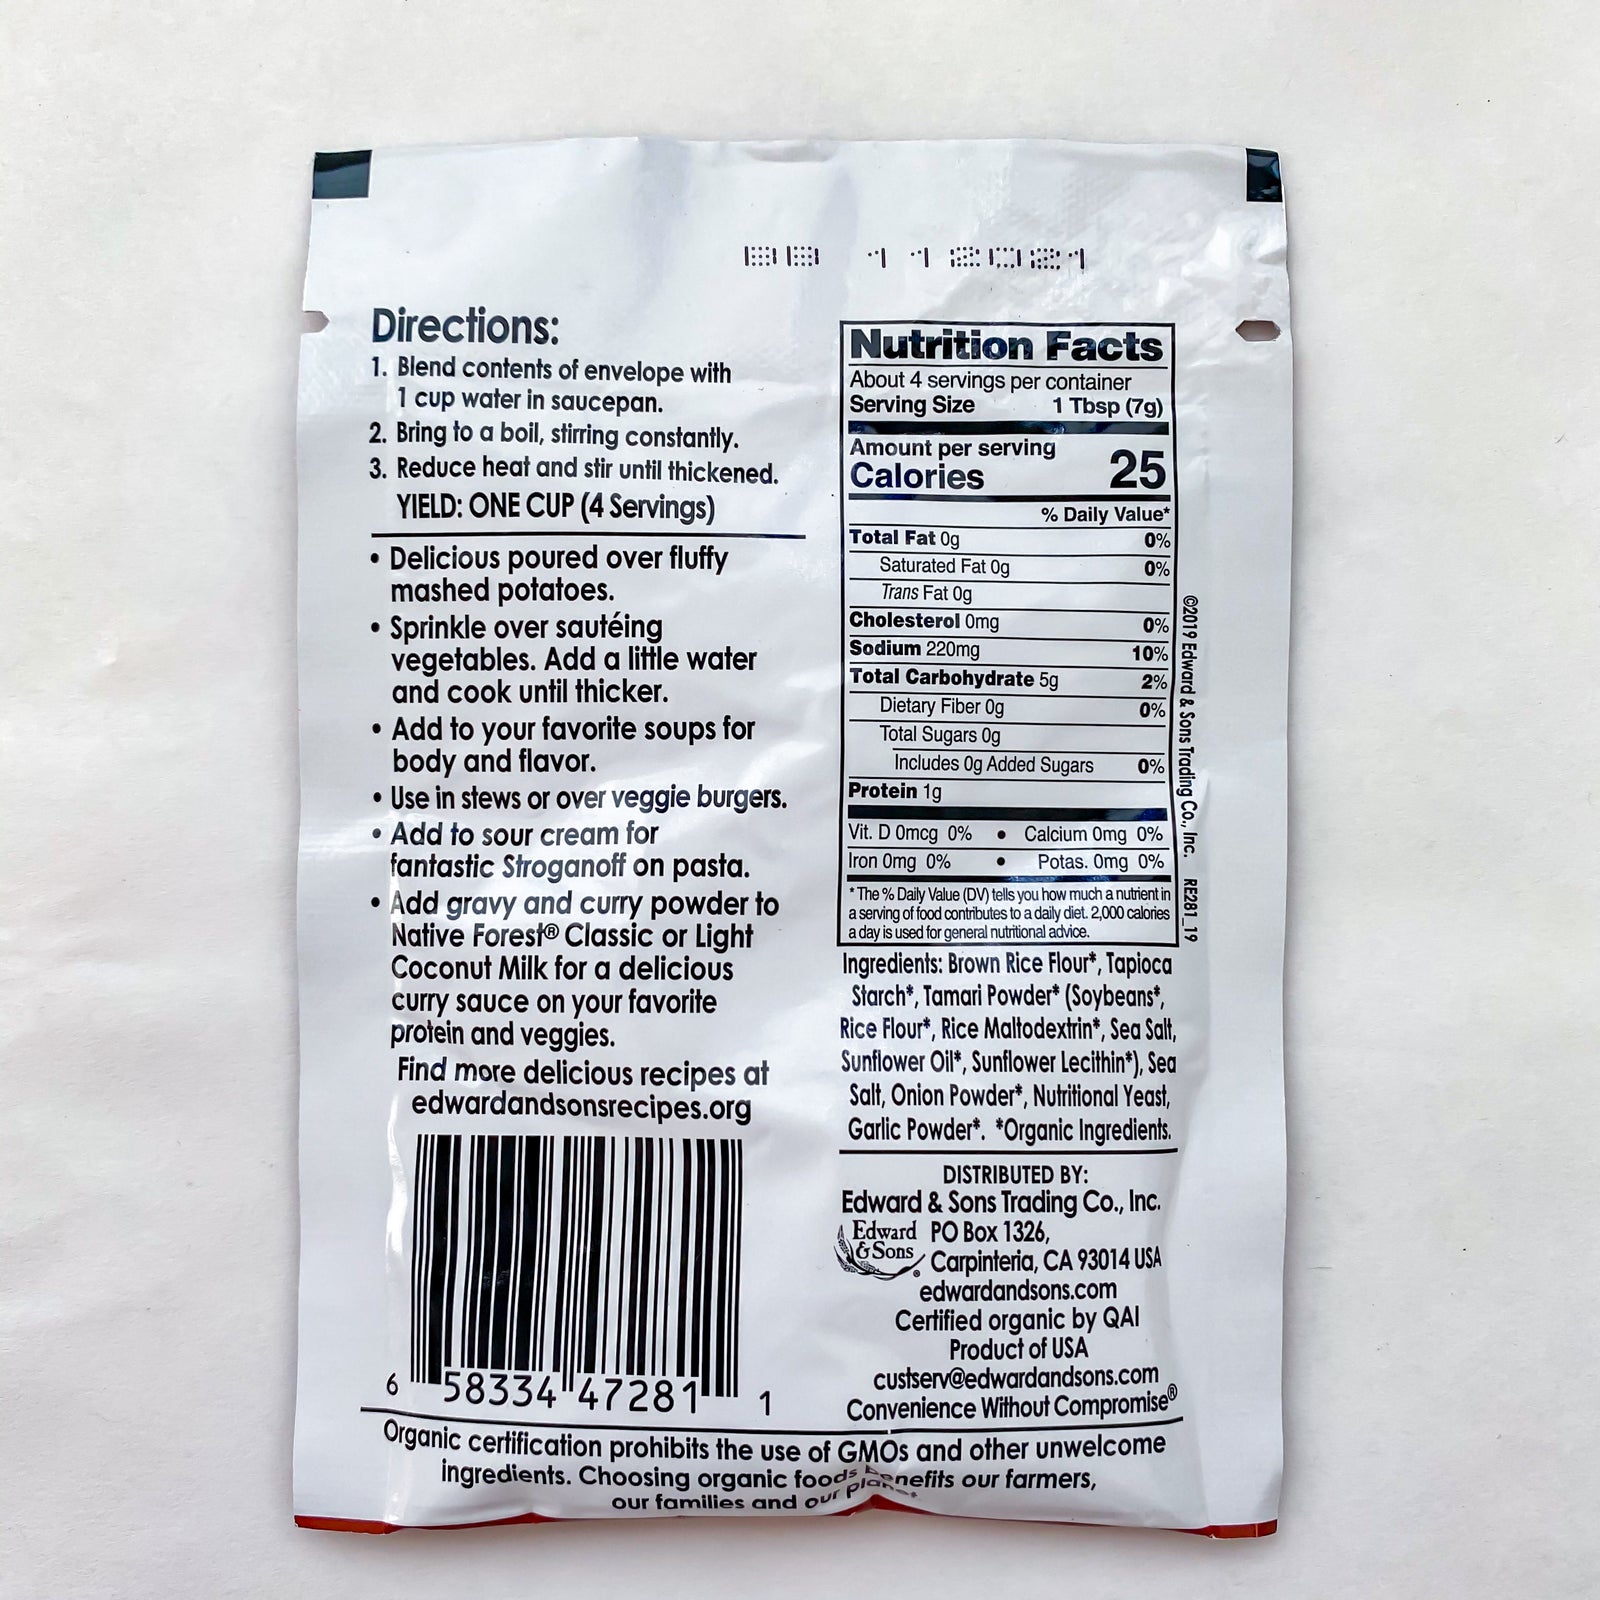 BB 112021
Directions:
1. Blend contents of envelope with
1 cup water in saucepan.
2. Bring to a boil, stirring constantly.
3. Reduce heat and stir until thickened.
YIELD: ONE CUP (4 Servings)
• Delicious poured over fluffy
mashed potatoes.
• Sprinkle over sautéing
vegetables. Add a little water
and cook until thicker.
• Add to your favorite soups for
body and flavor.
• Use in stews or over veggie burgers.
• Add to sour cream for
fantastic Stroganoff on pasta.
• Add gravy and curry powder to
Native Forest® Classic or Light
Coconut Milk for a delicious
curry sauce on your favorite
protein and veggies.
Find more delicious recipes at
edwardandsonsrecipes.org
6 58334 47281 1
Nutrition Facts
About 4 servings per container
Serving Size 1 Tbsp (7g)
Amount per serving
Calories 25
% Daily Value*
Total Fat 0g 0%
Saturated Fat 0g 0%
Trans Fat 0g
Cholesterol 0mg 0%
Sodium 220mg 10%
Total Carbohydrate 5g 2%
Dietary Fiber 0g 0%
Total Sugars 0g
Includes 0g Added Sugars 0%
Protein 1g
Vit. D 0mcg 0% • Calcium 0mg 0%
Iron 0mg 0% • Potas. 0mg 0%
* The % Daily Value (DV) tells you how much a nutrient in
a serving of food contributes to a daily diet. 2,000 calories
a day is used for general nutritional advice.
©2019 Edward & Sons Trading Co., Inc. RE281_19
Ingredients: Brown Rice Flour*, Tapioca
Starch*, Tamari Powder* (Soybeans*,
Rice Flour*, Rice Maltodextrin*, Sea Salt,
Sunflower Oil*, Sunflower Lecithin*), Sea
Salt, Onion Powder*, Nutritional Yeast,
Garlic Powder*. *Organic Ingredients.
DISTRIBUTED BY:
Edward & Sons Trading Co., Inc.
Edward
& Sons ®
PO Box 1326,
Carpinteria, CA 93014 USA
edwardandsons.com
Certified organic by QAI
Product of USA
custserv@edwardandsons.com
Convenience Without Compromise®
Organic certification prohibits the use of GMOs and other unwelcome
ingredients. Choosing organic foods benefits our farmers,
our families and our planet.